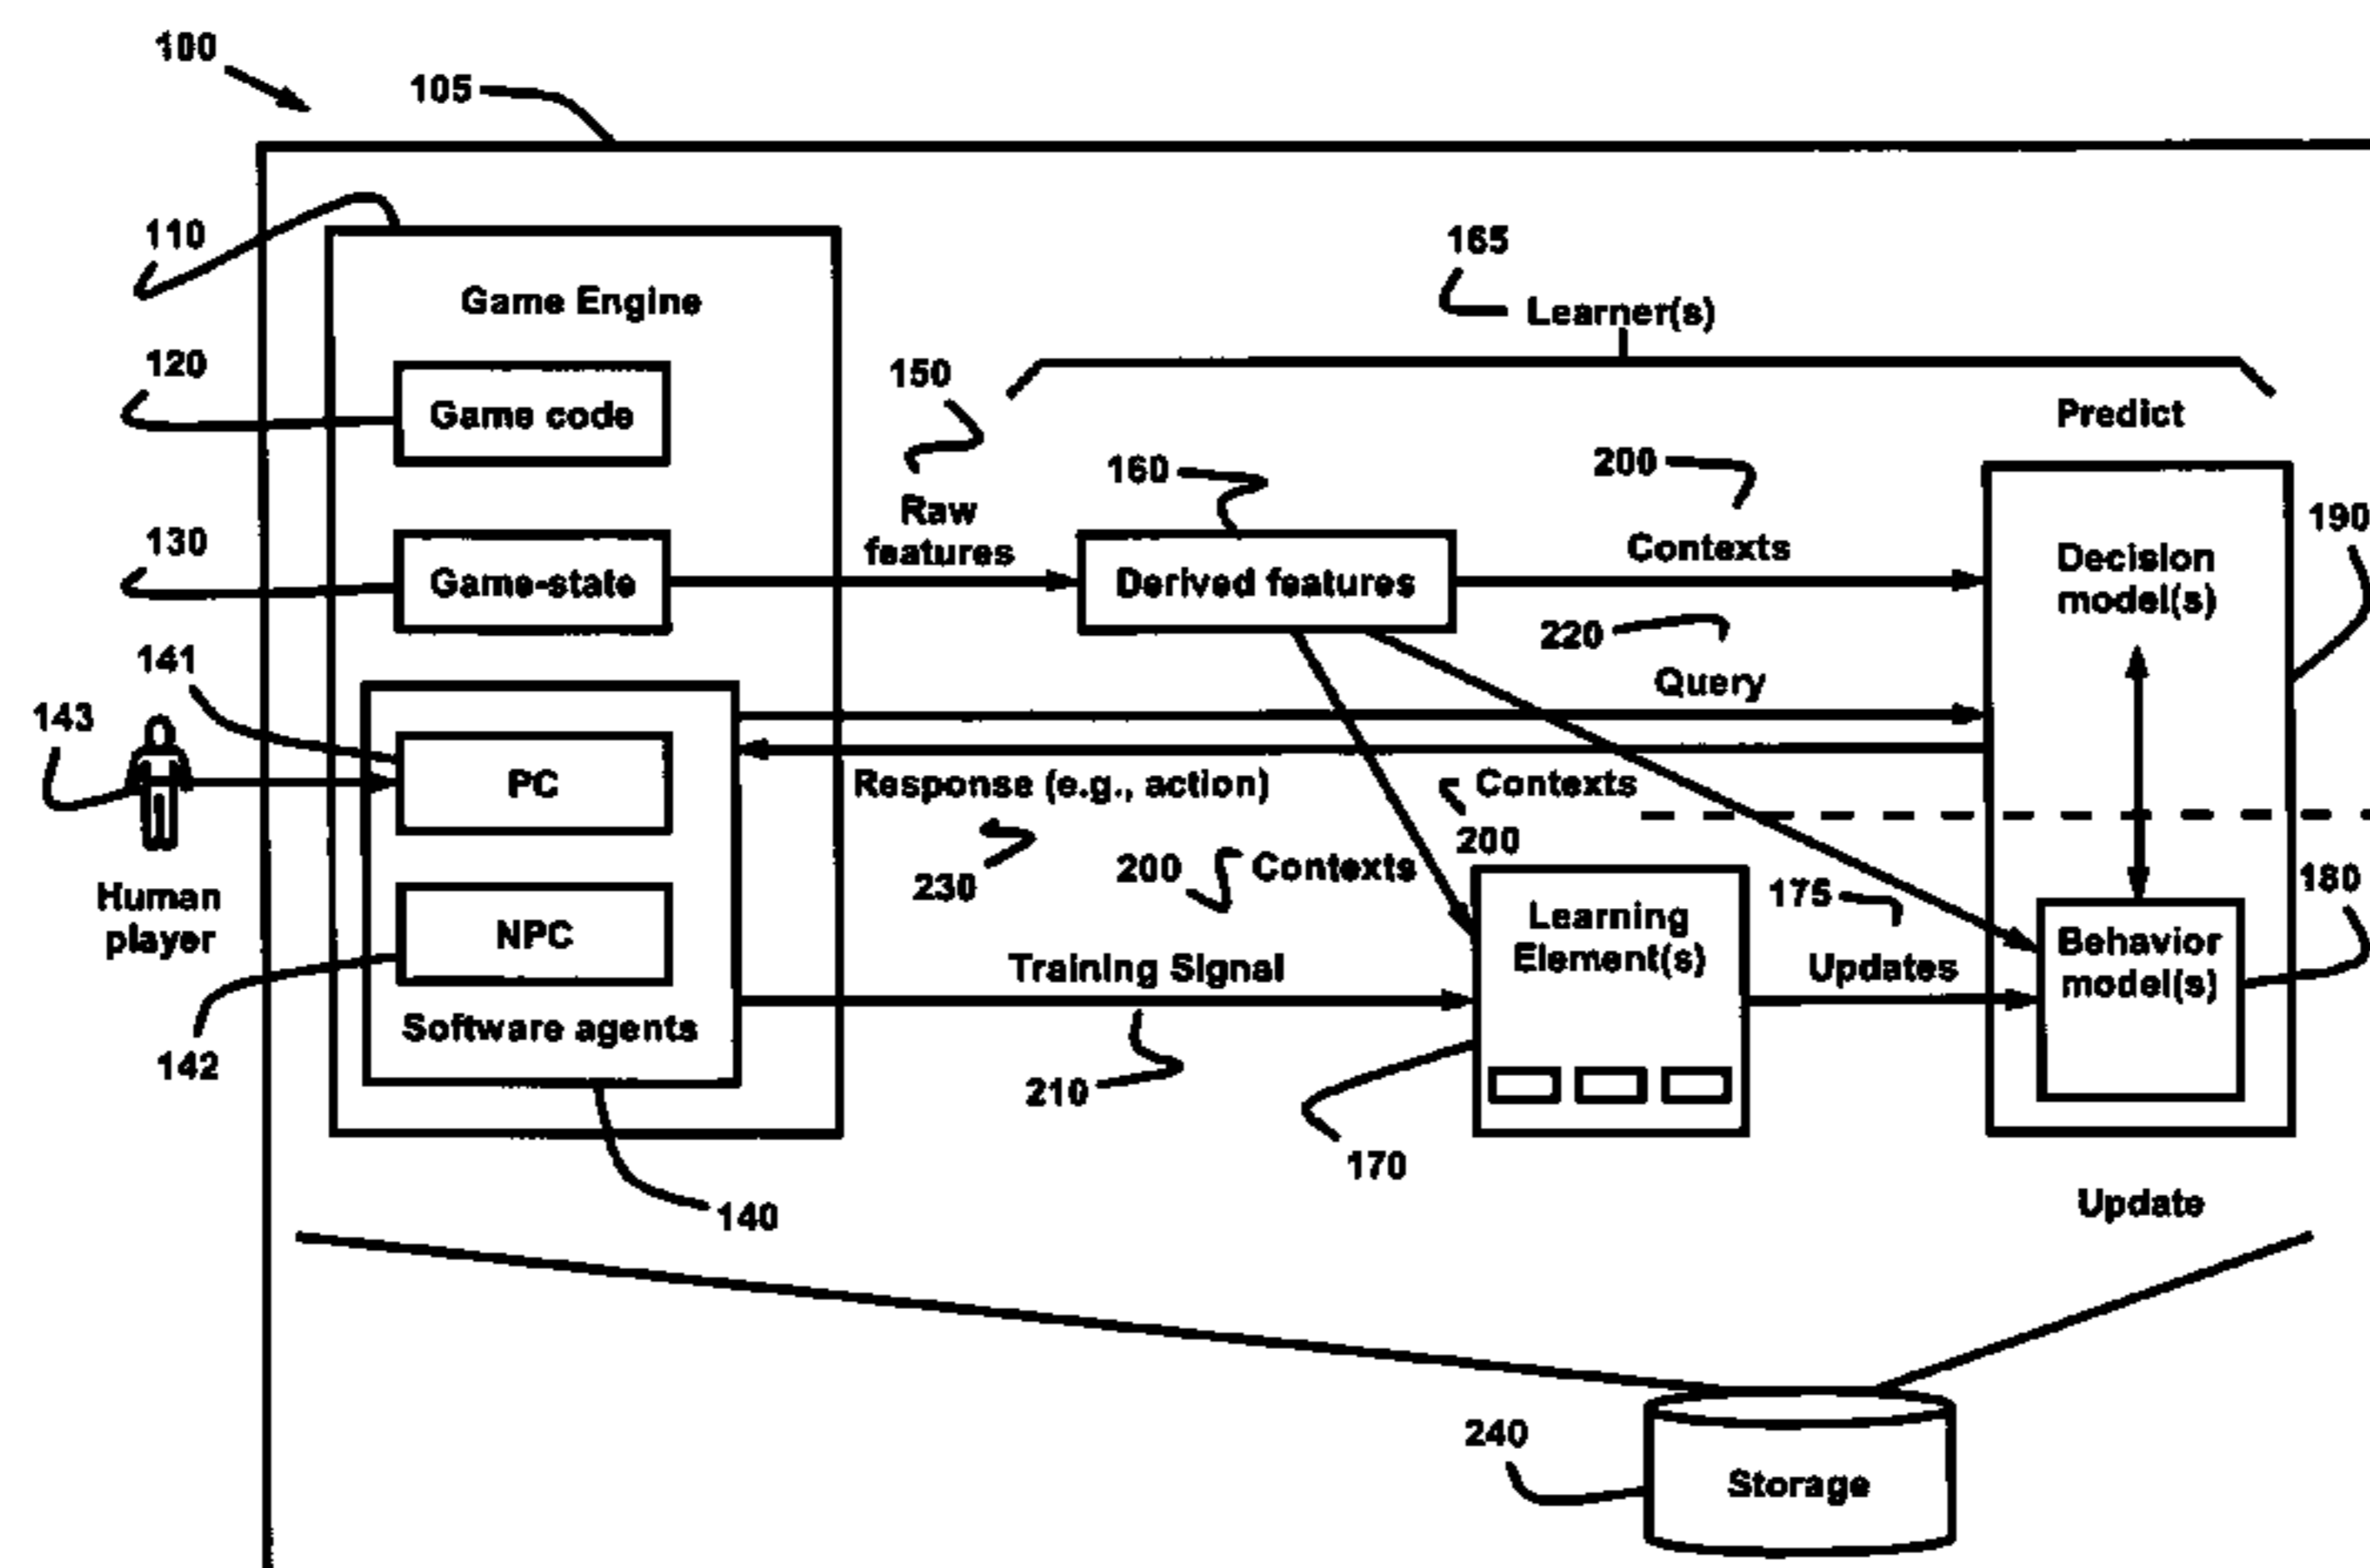 100
105
110
Game Engine
165
Learner(s)
120
Game code
150
Predict
Raw
features
160
200
Contexts
190
130
Game-state
Derived features
Decision
model(s)
220
Query
141
143
PC
Response (e.g., action)
Contexts
200
230
200
Contexts
Human
player
NPC
142
Software agents
Training Signal
210
Learning
Element(s)
175
Updates
180
Behavior
model(s)
170
140
Update
240
Storage